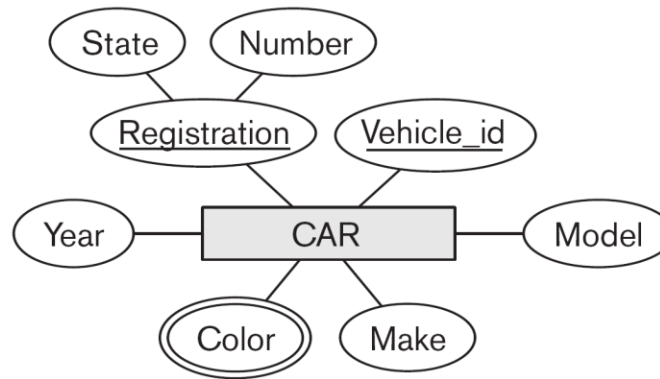 State
Number
Registration
Vehicle_id
Year
CAR
Model
Color
Make